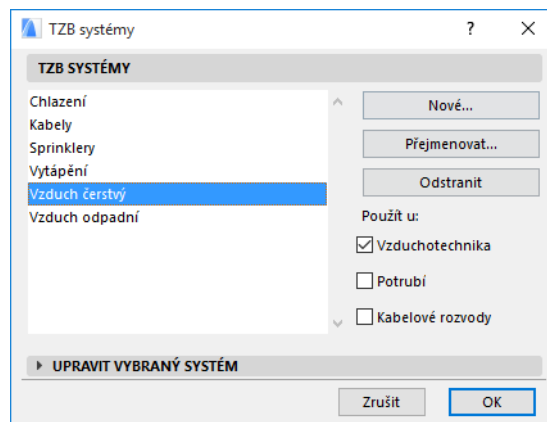 TZB systémy
?
TZB SYSTÉMY
Chlazení
Kabely
Sprinklery
Vytápění
Vzduch čerstvý
Vzduch odpadní
Nové...
Přejmenovat...
Odstranit
Použít u:
Vzduchotechnika
Potrubí
Kabelové rozvody
UPRAVIT VYBRANÝ SYSTÉM
Zrušit
OK